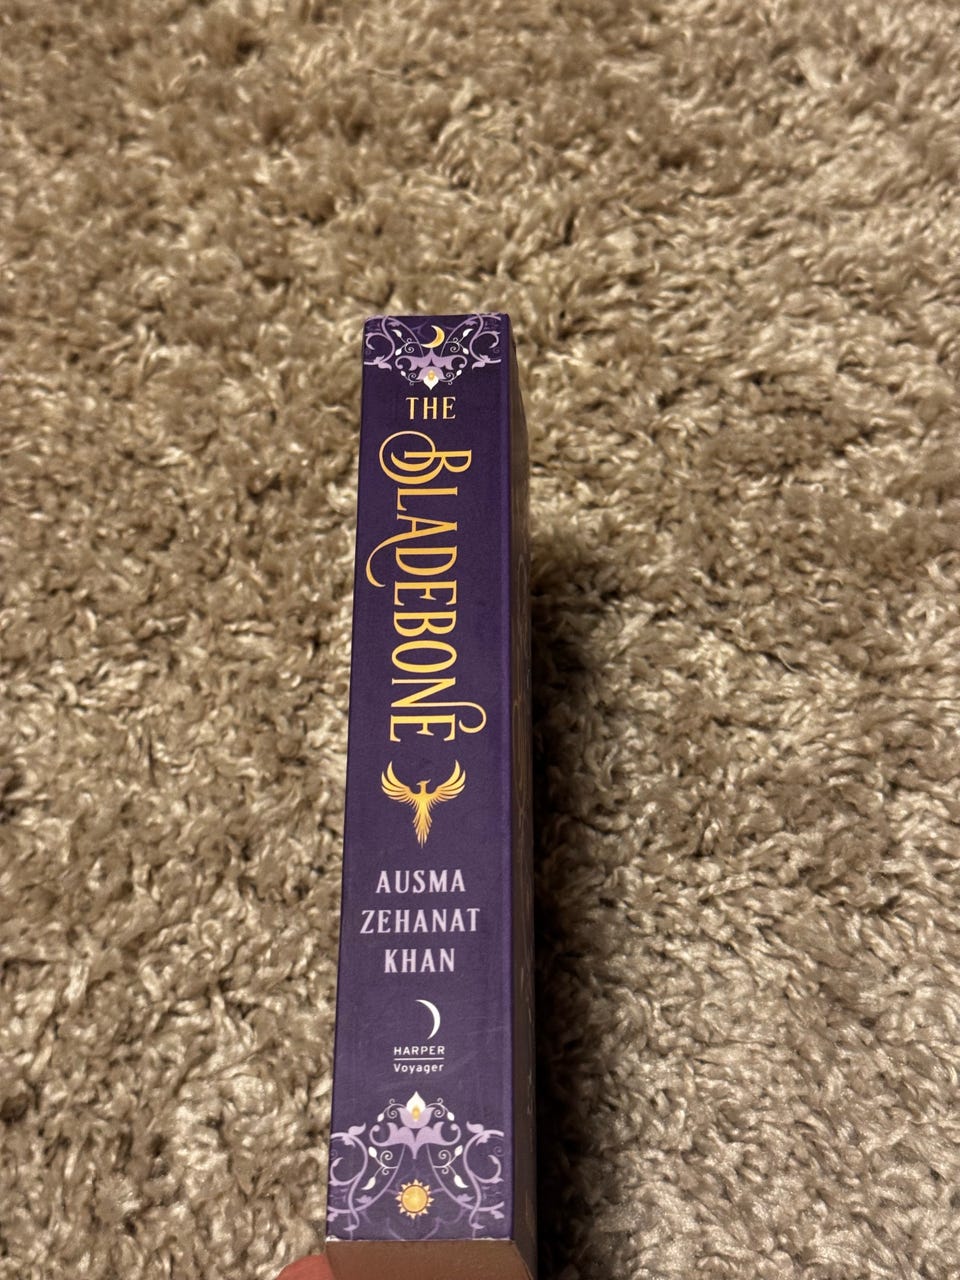 THE
BLADEBONE
AUSMA
ZEHANAT
KHAN
HARPER
Voyager